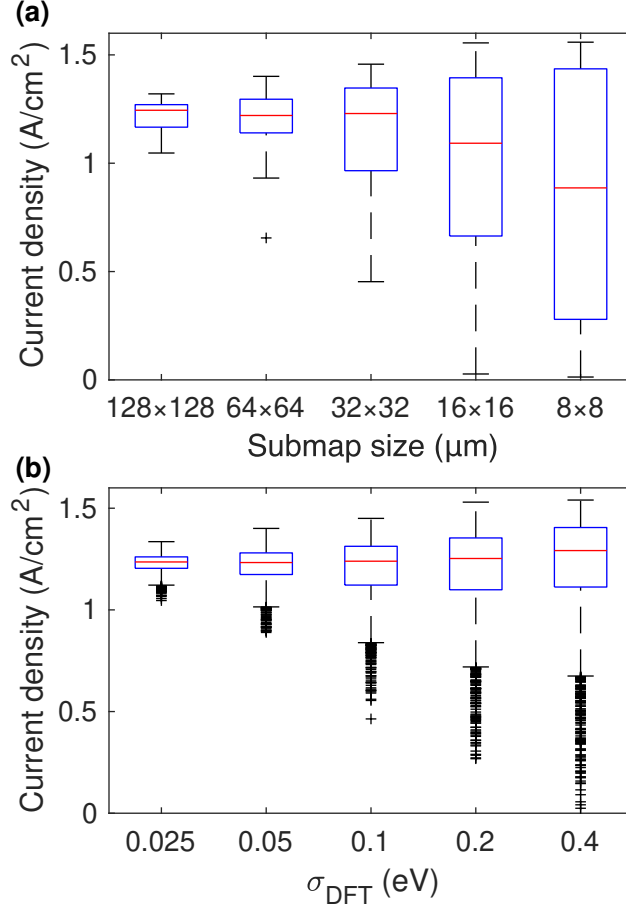 (a)
Current density (A/cm²)
1.5
1
0.5
0
128×128 64×64 32×32 16×16 8×8
Submap size (μm)
(b)
Current density (A/cm²)
1.5
1
0.5
0
0.025 0.05 0.1 0.2 0.4
σDFT (eV)